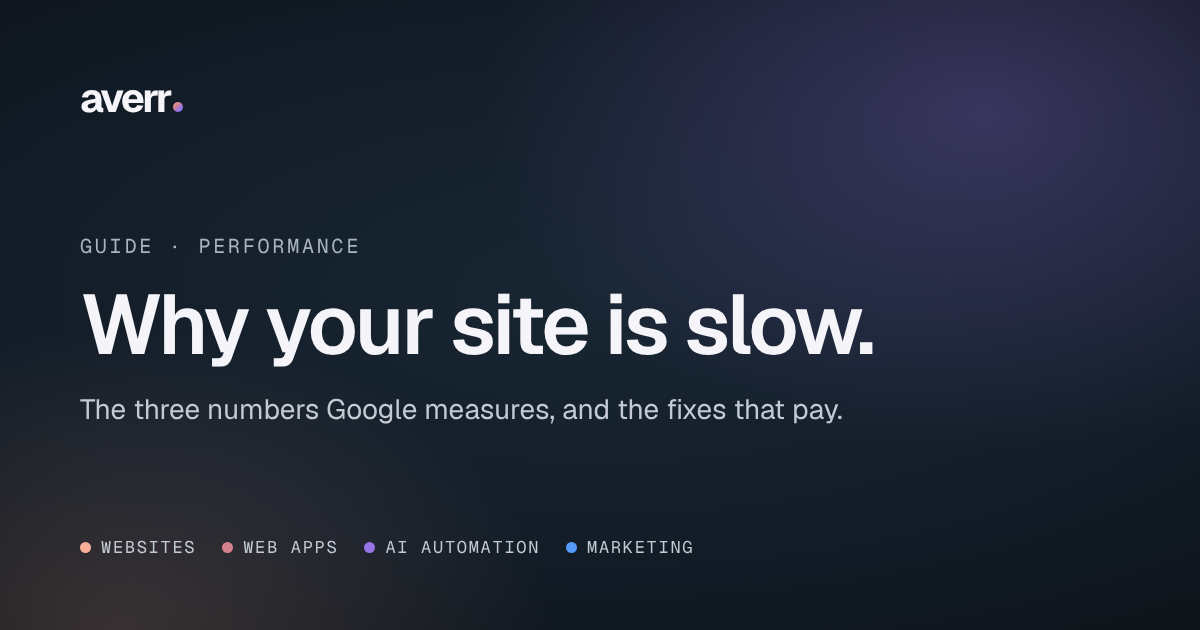 averr.
GUIDE · PERFORMANCE
Why your site is slow.
The three numbers Google measures, and the fixes that pay.
WEBSITES WEB APPS AI AUTOMATION MARKETING